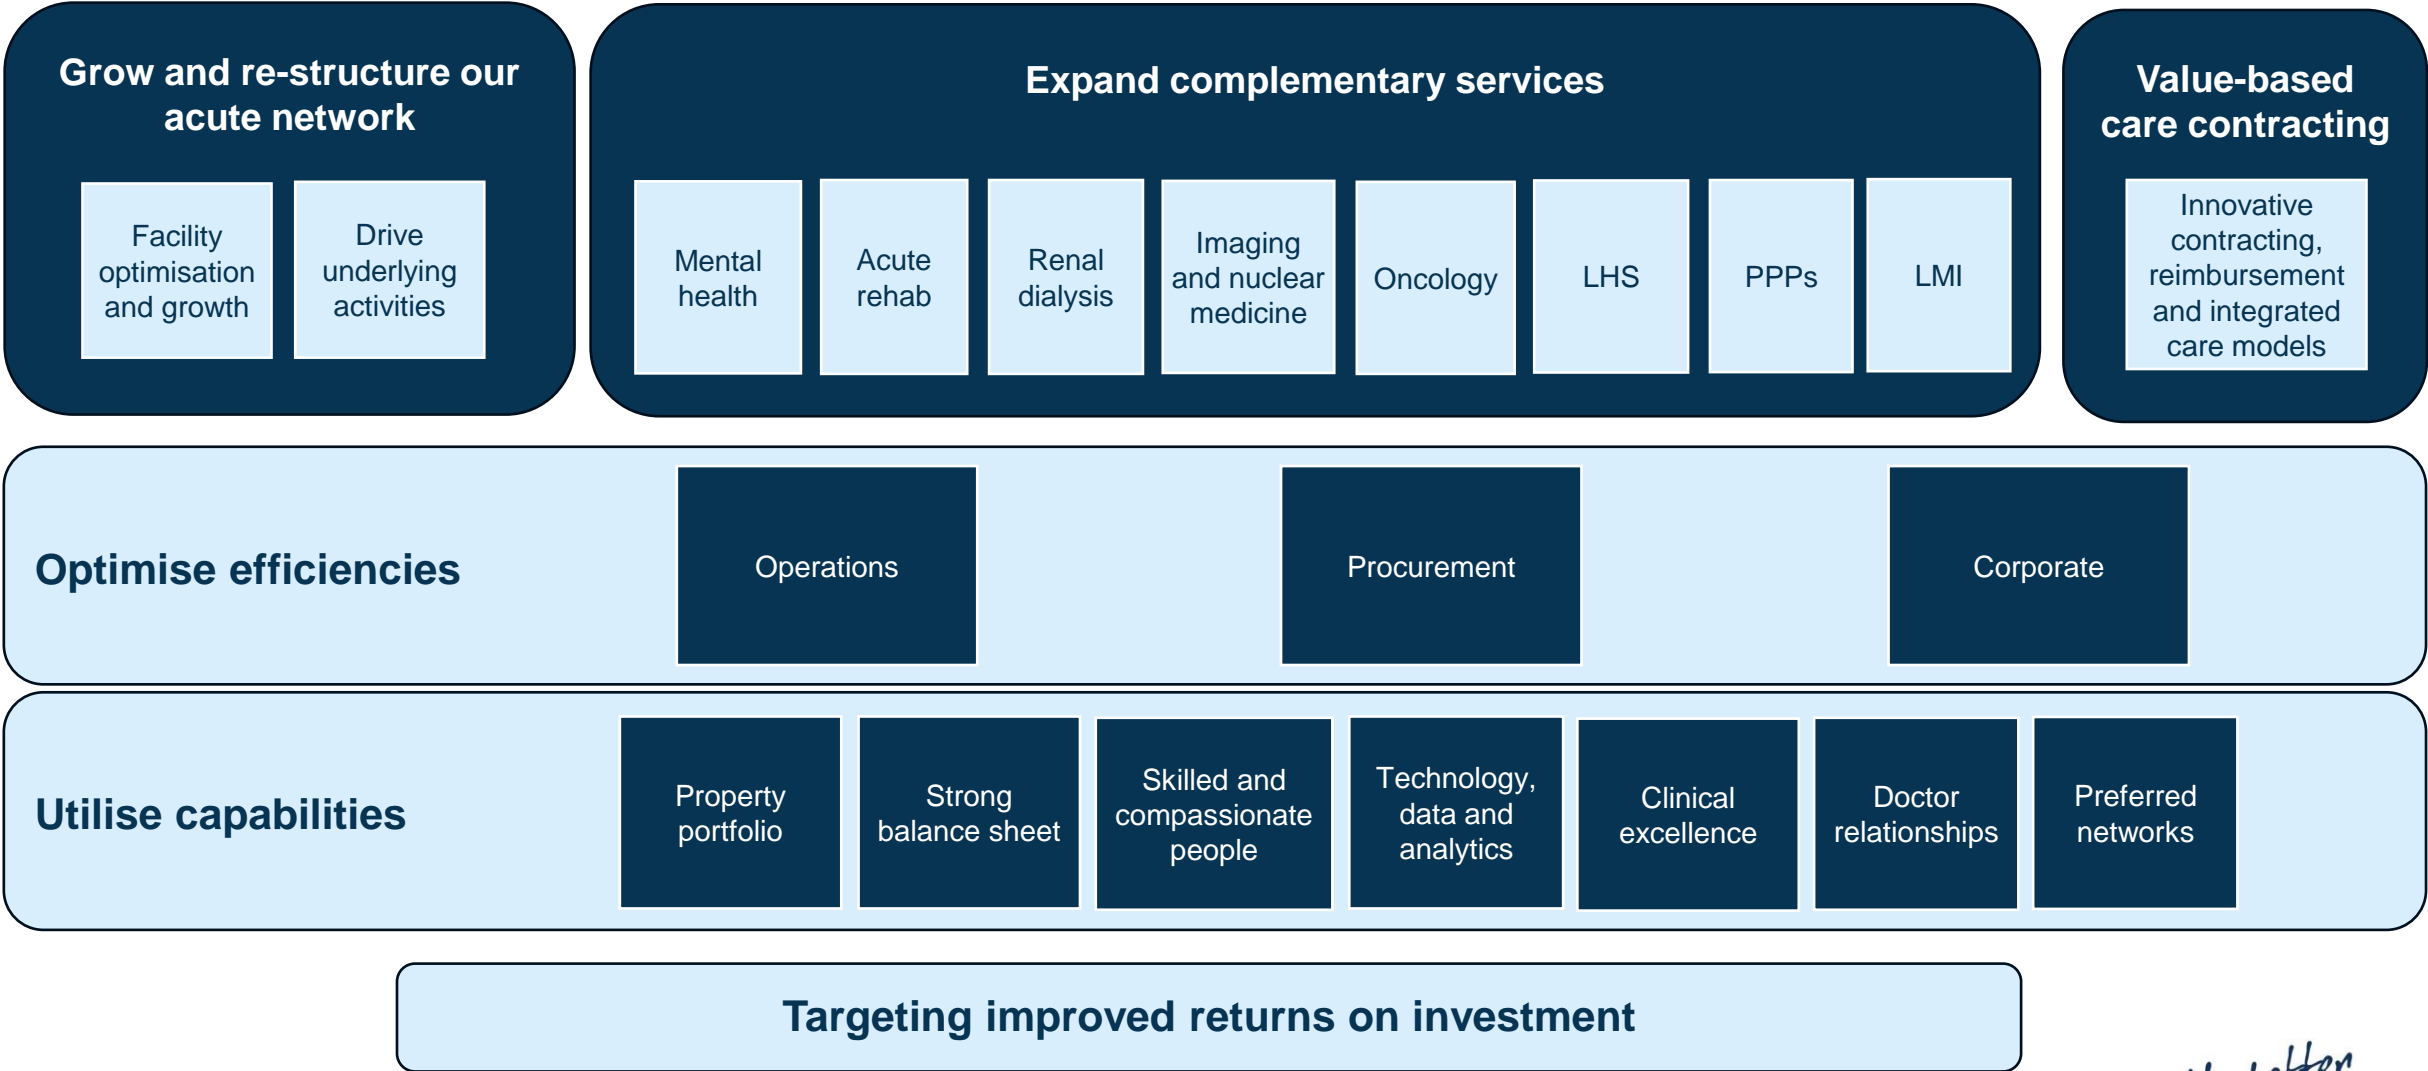 Grow and re-structure our
acute network
Facility
optimisation
and growth
Drive
underlying
activities
Expand complementary services
Mental
health
Acute
rehab
Renal
dialysis
Imaging
and nuclear
medicine
Oncology
LHS
PPPs
LMI
Value-based
care contracting
Innovative
contracting,
reimbursement
and integrated
care models
Optimise efficiencies
Operations
Procurement
Corporate
Utilise capabilities
Property
portfolio
Strong
balance sheet
Skilled and
compassionate
people
Technology,
data and
analytics
Clinical
excellence
Doctor
relationships
Preferred
networks
Targeting improved returns on investment